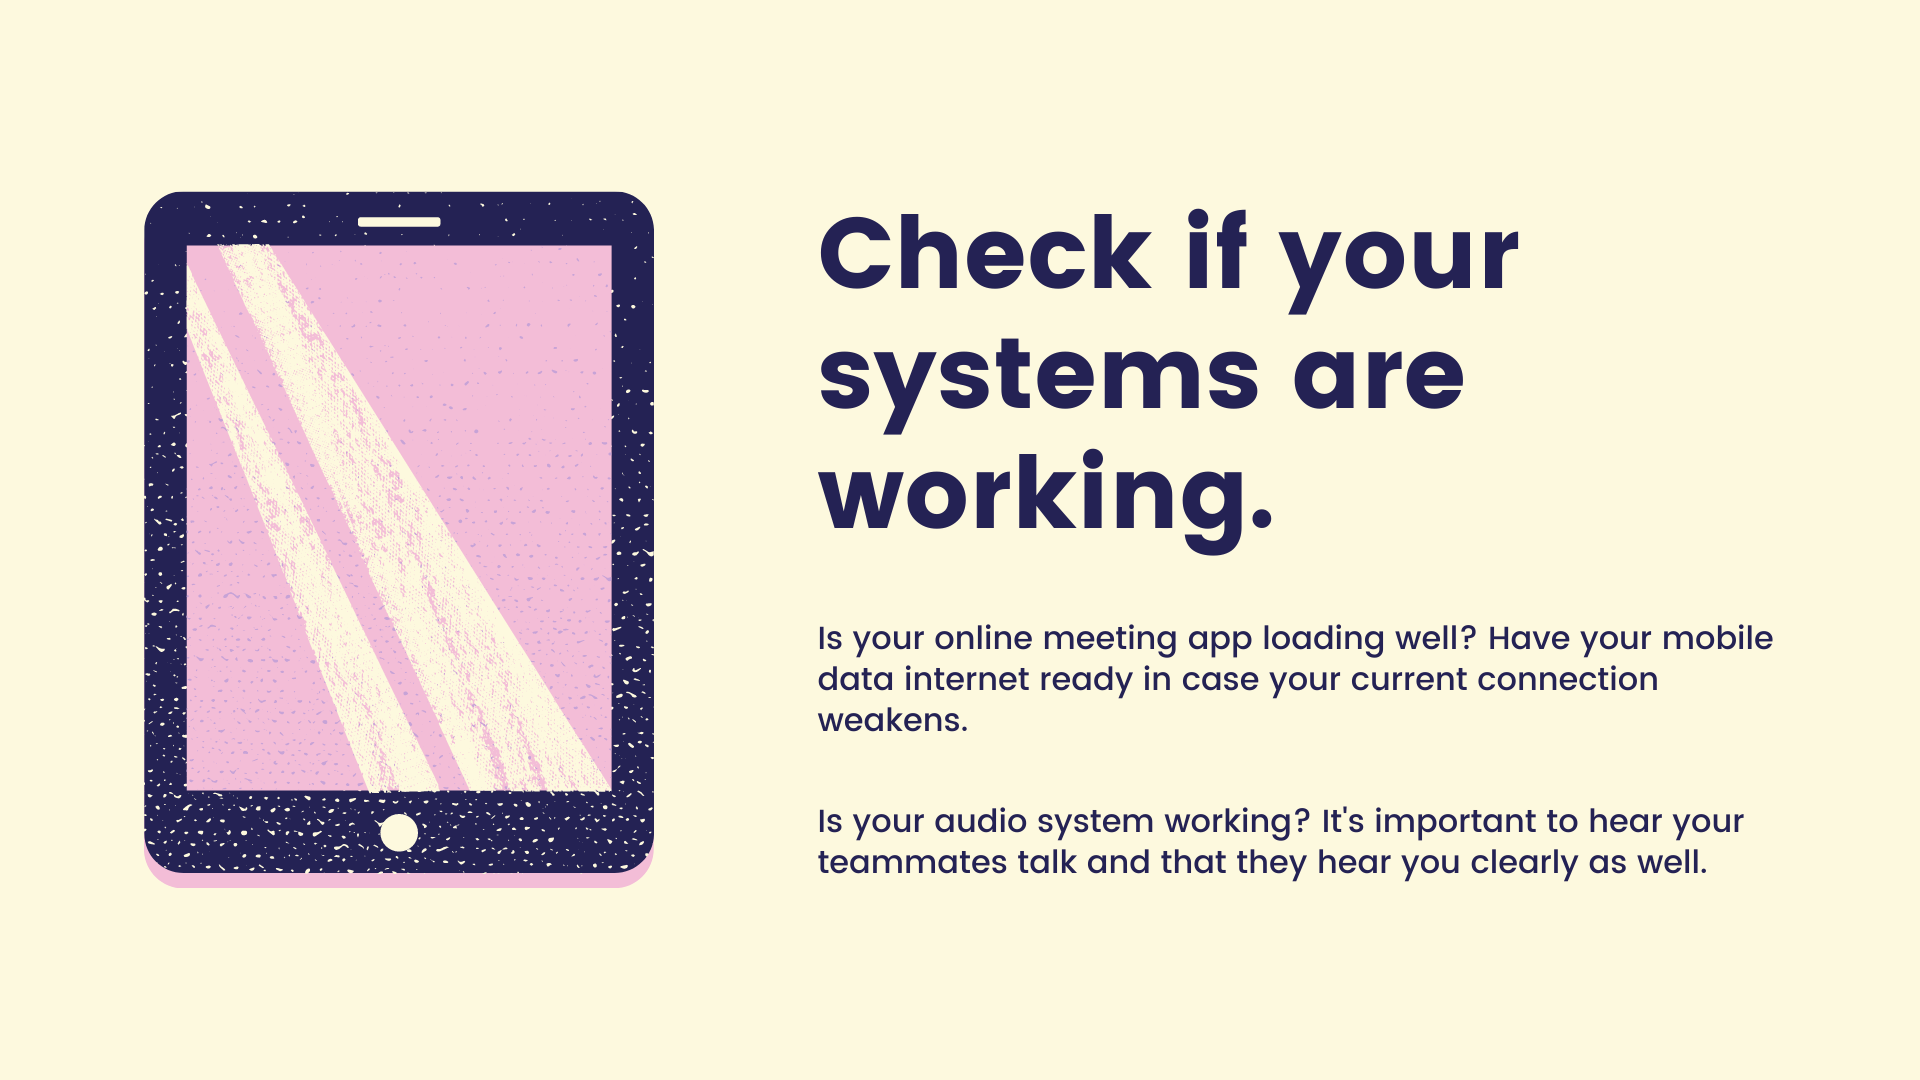 Check if your
systems are
working.
Is your online meeting app loading well? Have your mobile
data internet ready in case your current connection
weakens.
Is your audio system working? It's important to hear your
teammates talk and that they hear you clearly as well.